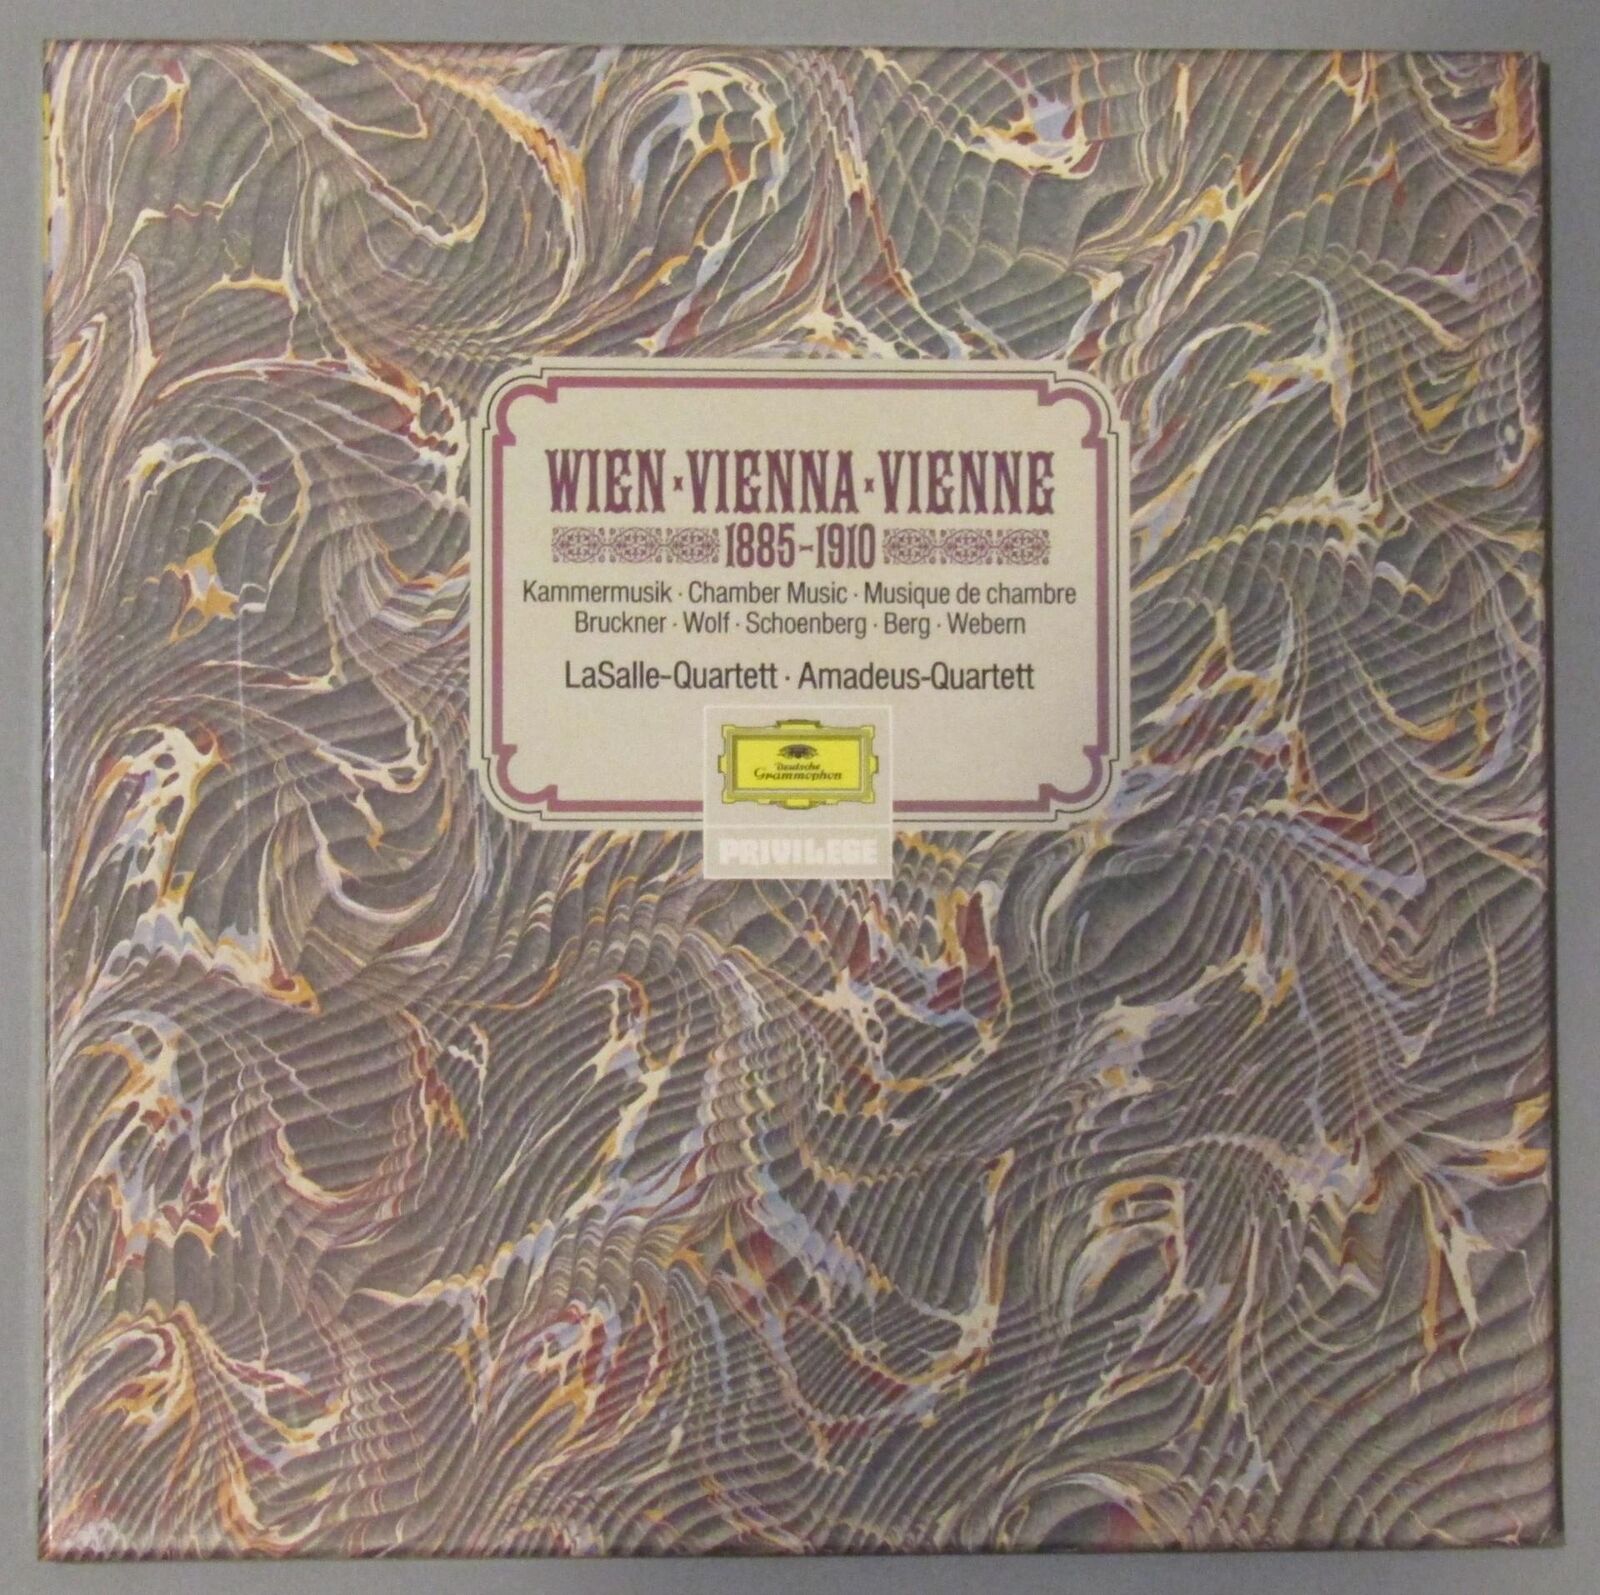 WIEN · VIENNA · VIENNE
1885-1910
Kammermusik · Chamber Music · Musique de chambre
Bruckner · Wolf · Schoenberg · Berg · Webern
LaSalle-Quartett · Amadeus-Quartett
Deutsche
Grammophon
PRIVILEGE